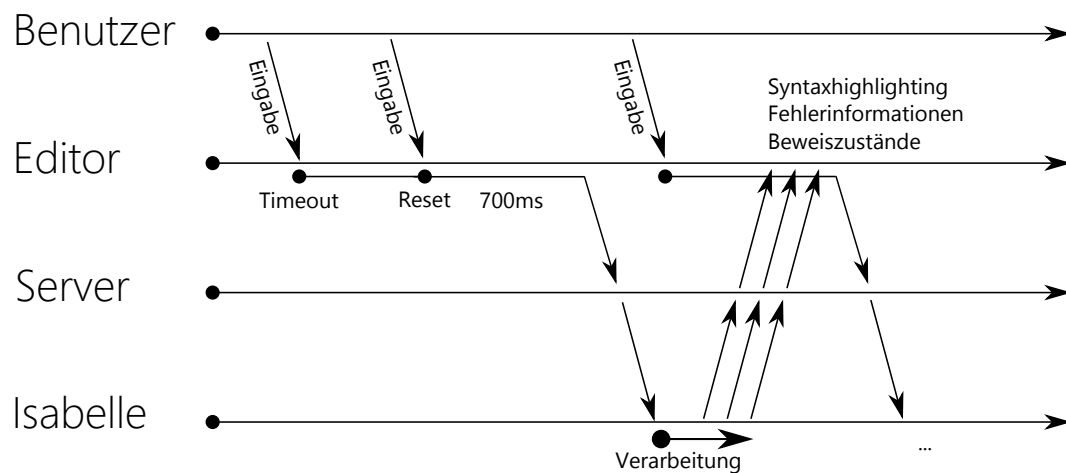 Benutzer
Eingabe
Eingabe
Eingabe
Syntaxhighlighting
Fehlerinformationen
Beweiszustände
Editor
Timeout
Reset
700ms
Server
Isabelle
Verarbeitung
...